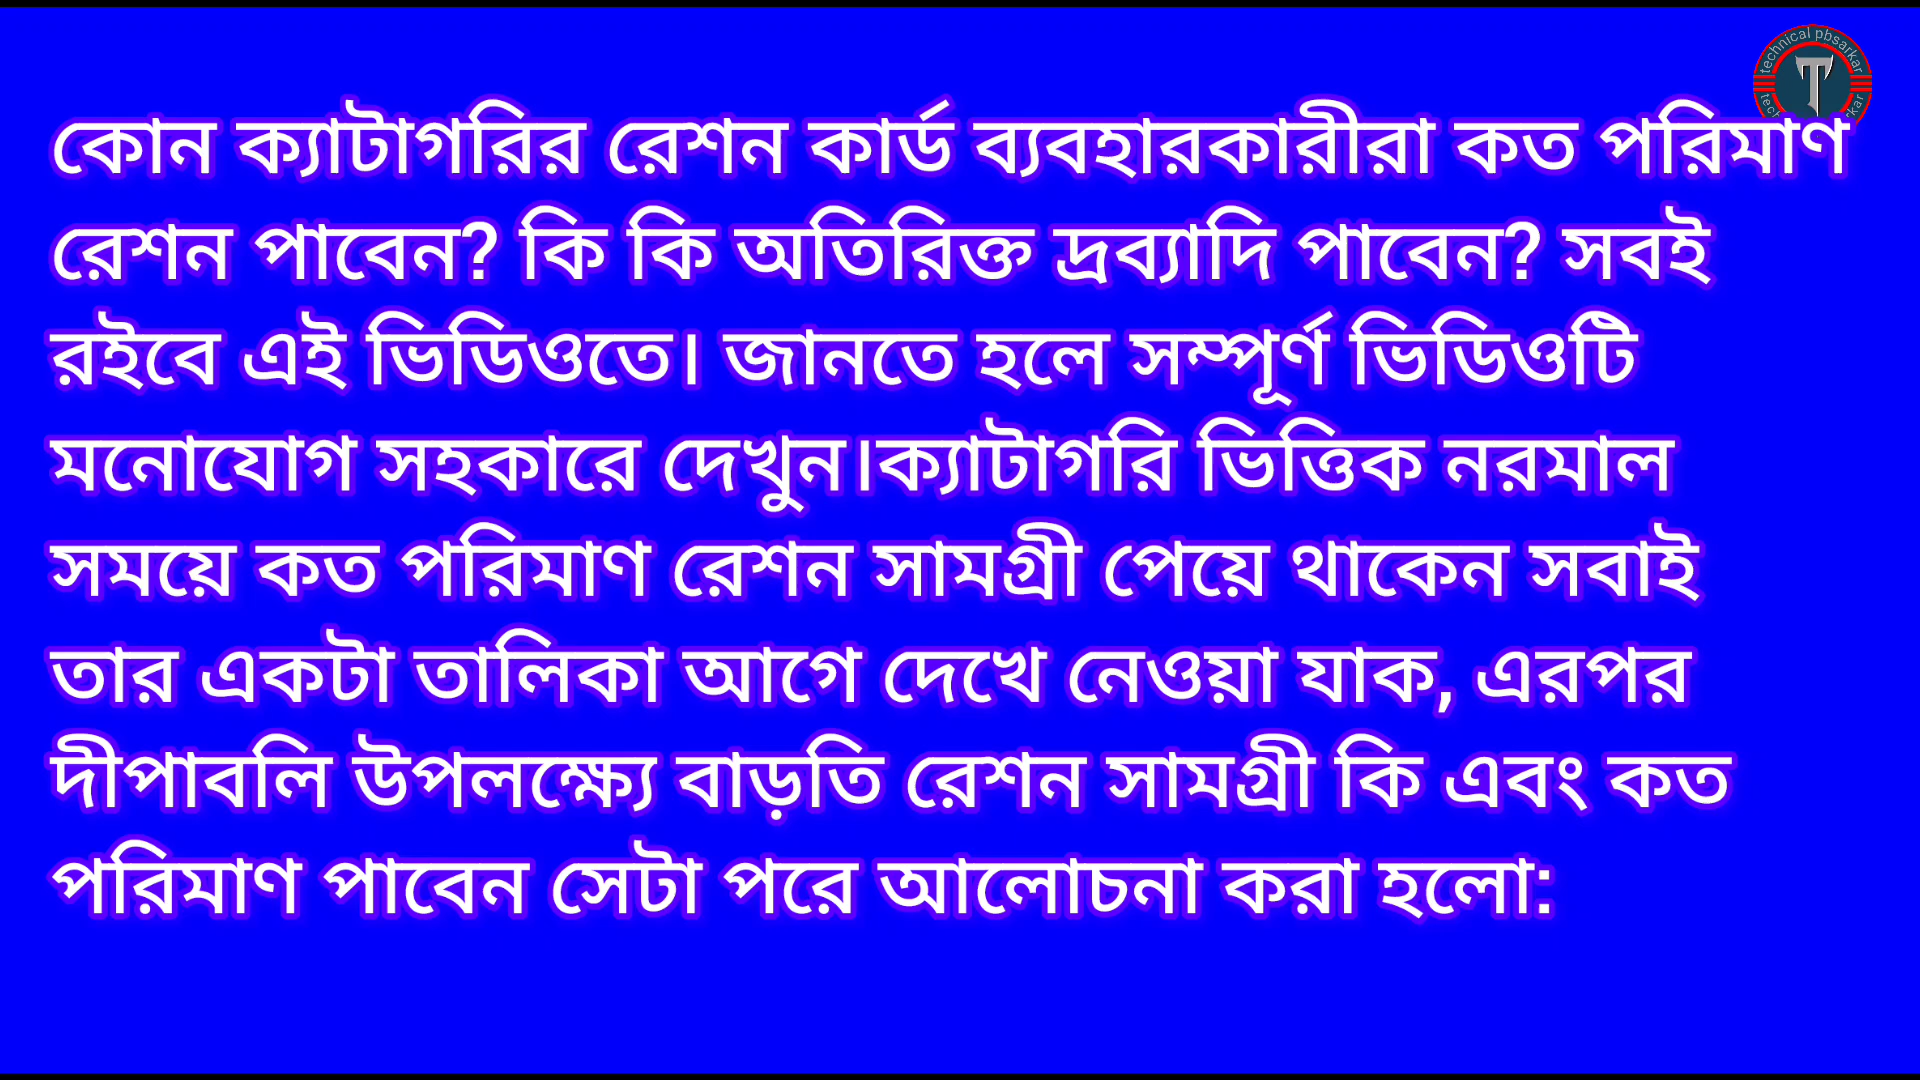 technical pbsarkar
T
কোন ক্যাটাগরির রেশন কার্ড ব্যবহারকারীরা কত পরিমাণ
রেশন পাবেন? কি কি অতিরিক্ত দ্রব্যাদি পাবেন? সবই
রইবে এই ভিডিওতে। জানতে হলে সম্পূর্ণ ভিডিওটি
মনোযোগ সহকারে দেখুন।ক্যাটাগরি ভিত্তিক নরমাল
সময়ে কত পরিমাণ রেশন সামগ্রী পেয়ে থাকেন সবাই
তার একটা তালিকা আগে দেখে নেওয়া যাক, এরপর
দীপাবলি উপলক্ষ্যে বাড়তি রেশন সামগ্রী কি এবং কত
পরিমাণ পাবেন সেটা পরে আলোচনা করা হলো: